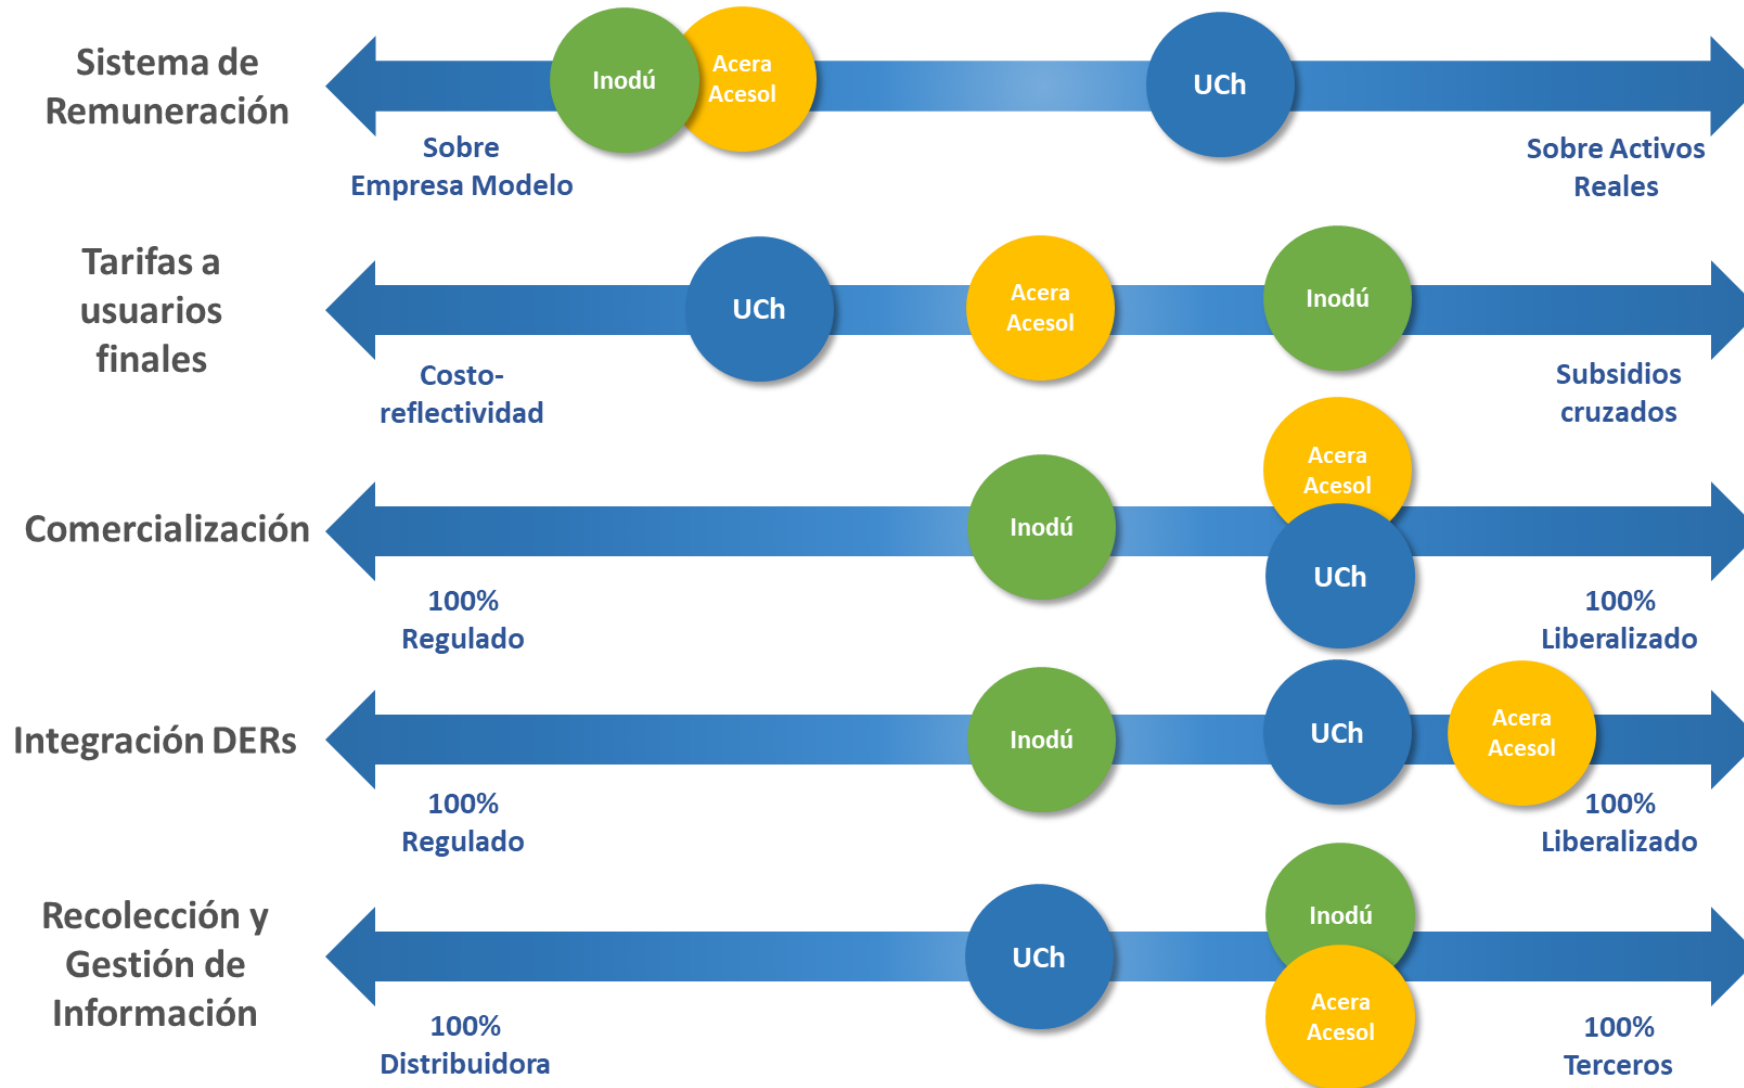 Sistema de
Remuneración
Inodú
Acera
Acesol
UCh
Sobre
Empresa Modelo
Sobre Activos
Reales
Tarifas a
usuarios
finales
UCh
Acera
Acesol
Inodú
Costo-
reflectividad
Subsidios
cruzados
Comercialización
Inodú
Acera
Acesol
UCh
100%
Regulado
100%
Liberalizado
Integración DERs
Inodú
UCh
Acera
Acesol
100%
Regulado
100%
Liberalizado
Recolección y
Gestión de
Información
UCh
Inodú
Acera
Acesol
100%
Distribuidora
100%
Terceros